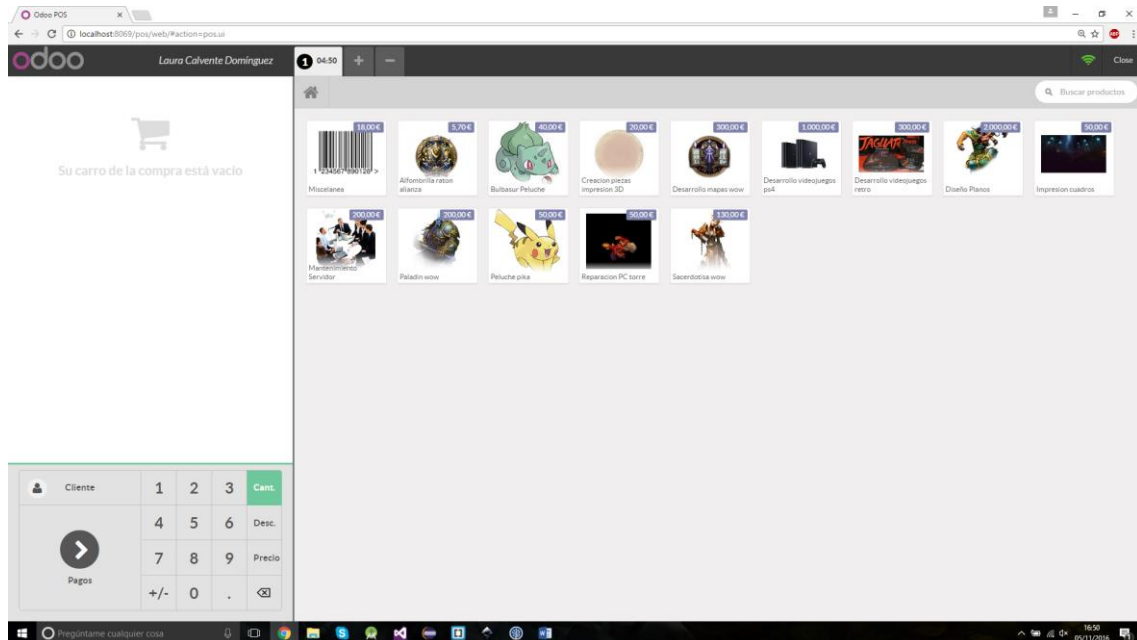 Odoo POS
localhost:8069/pos/web/#action=pos.ui
odoo
Laura Calvente Domínguez
1 04:50
Close
Buscar productos
Su carro de la compra está vacío
18,00 €
5,70 €
40,00 €
20,00 €
300,00 €
1.000,00 €
300,00 €
2.000,00 €
50,00 €
Miscelanea
Alfombrilla raton alianza
Bulbasur Peluche
Creacion piezas impresion 3D
Desarrollo mapas wow
Desarrollo videojuegos ps4
JAGUAR
Desarrollo videojuegos retro
Diseño Planos
Impresion cuadros
200,00 €
200,00 €
50,00 €
50,00 €
130,00 €
Mantenimiento Servidor
Paladin wow
Peluche pika
Reparacion PC torre
Sacerdotisa wow
Cliente
1 2 3 Cant.
4 5 6 Desc.
7 8 9 Precio
+/- 0 .
Pagos
Pregúntame cualquier cosa
16:50
05/11/2016